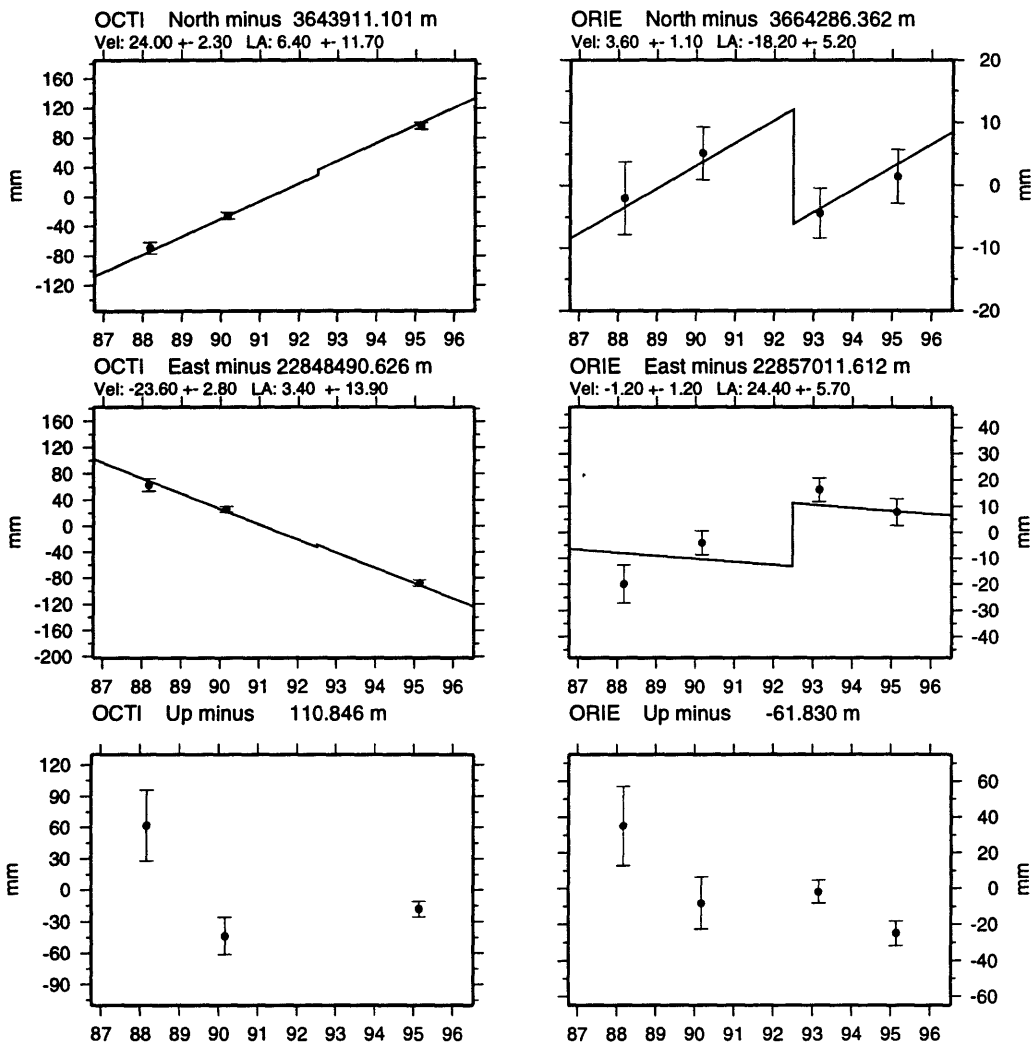 OCTI North minus 3643911.101 m
Vel: 24.00 +- 2.30 LA: 6.40 +- 11.70
mm
160
120
80
40
0
-40
-80
-120
87 88 89 90 91 92 93 94 95 96
ORIE North minus 3664286.362 m
Vel: 3.60 +- 1.10 LA: -18.20 +- 5.20
20
10
0
-10
-20
mm
87 88 89 90 91 92 93 94 95 96
OCTI East minus 22848490.626 m
Vel: -23.60 +- 2.80 LA: 3.40 +- 13.90
mm
160
120
80
40
0
-40
-80
-120
-160
-200
87 88 89 90 91 92 93 94 95 96
ORIE East minus 22857011.612 m
Vel: -1.20 +- 1.20 LA: 24.40 +- 5.70
40
30
20
10
0
-10
-20
-30
-40
mm
87 88 89 90 91 92 93 94 95 96
OCTI Up minus 110.846 m
mm
120
90
60
30
0
-30
-60
-90
87 88 89 90 91 92 93 94 95 96
ORIE Up minus -61.830 m
60
40
20
0
-20
-40
-60
mm
87 88 89 90 91 92 93 94 95 96